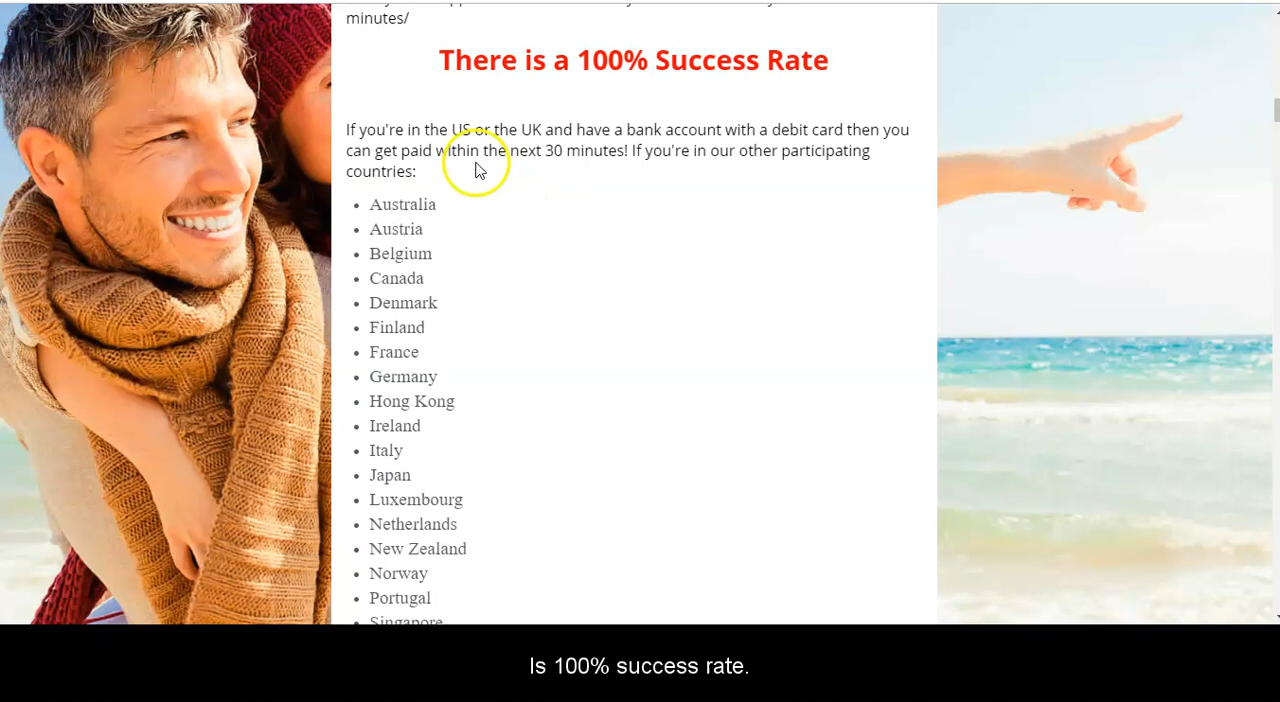 minutes/
There is a 100% Success Rate
If you're in the US or the UK and have a bank account with a debit card then you
can get paid within the next 30 minutes! If you're in our other participating
countries:
• Australia
• Austria
• Belgium
• Canada
• Denmark
• Finland
• France
• Germany
• Hong Kong
• Ireland
• Italy
• Japan
• Luxembourg
• Netherlands
• New Zealand
• Norway
• Portugal
• Singapore
Is 100% success rate.